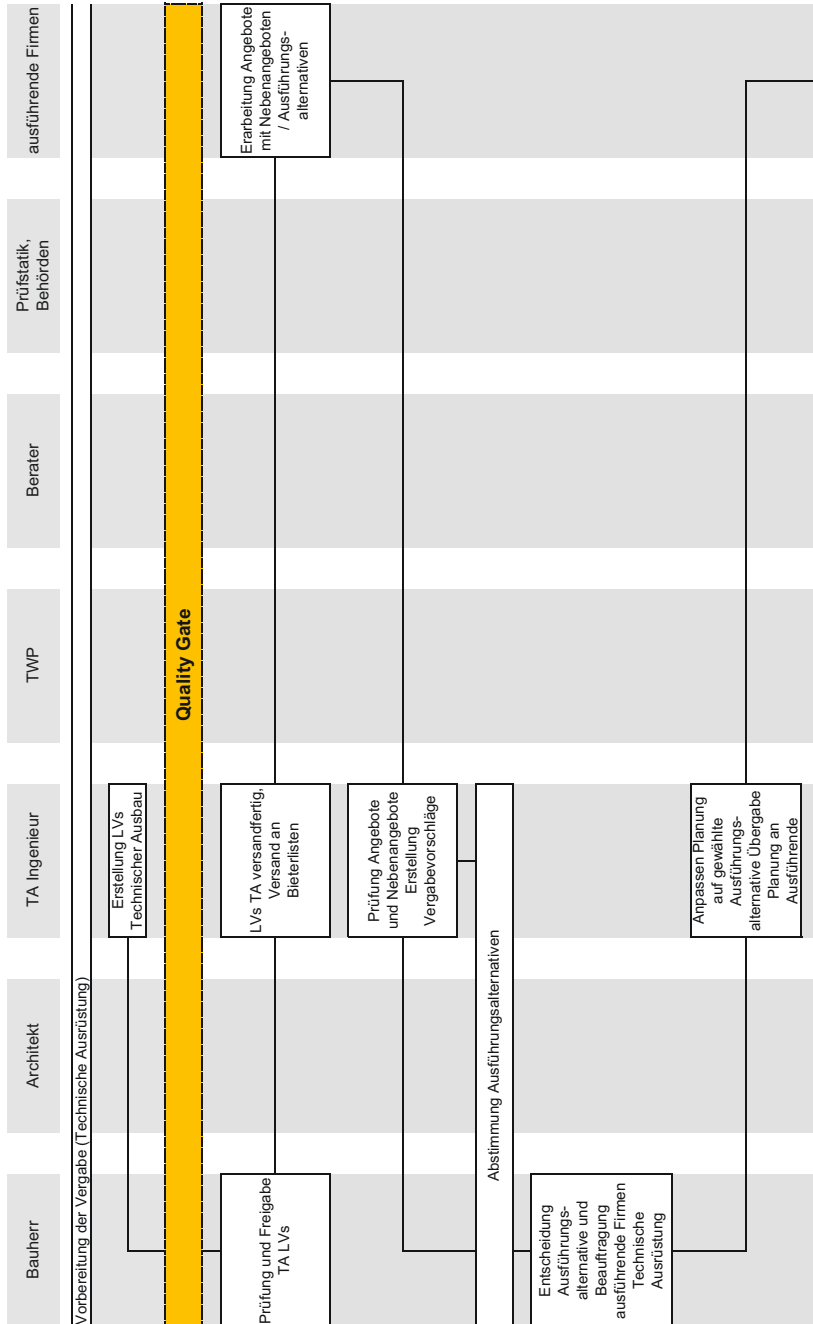 Bauherr
Architekt
TA Ingenieur
TWP
Berater
Prüfstatik,
Behörden
ausführende Firmen
Vorbereitung der Vergabe (Technische Ausrüstung)
Erstellung LVs
Technischer Ausbau
Quality Gate
Prüfung und Freigabe
TA LVs
LVs TA versandfertig,
Versand an
Bieterlisten
Erarbeitung Angebote
mit Nebenangeboten
/ Ausführungs-
alternativen
Prüfung Angebote
und Nebenangebote
Erstellung
Vergabevorschläge
Abstimmung Ausführungsalternativen
Entscheidung
Ausführungs-
alternative und
Beauftragung
ausführende Firmen
Technische
Ausrüstung
Anpassen Planung
auf gewählte
Ausführungs-
alternative Übergabe
Planung an
Ausführende